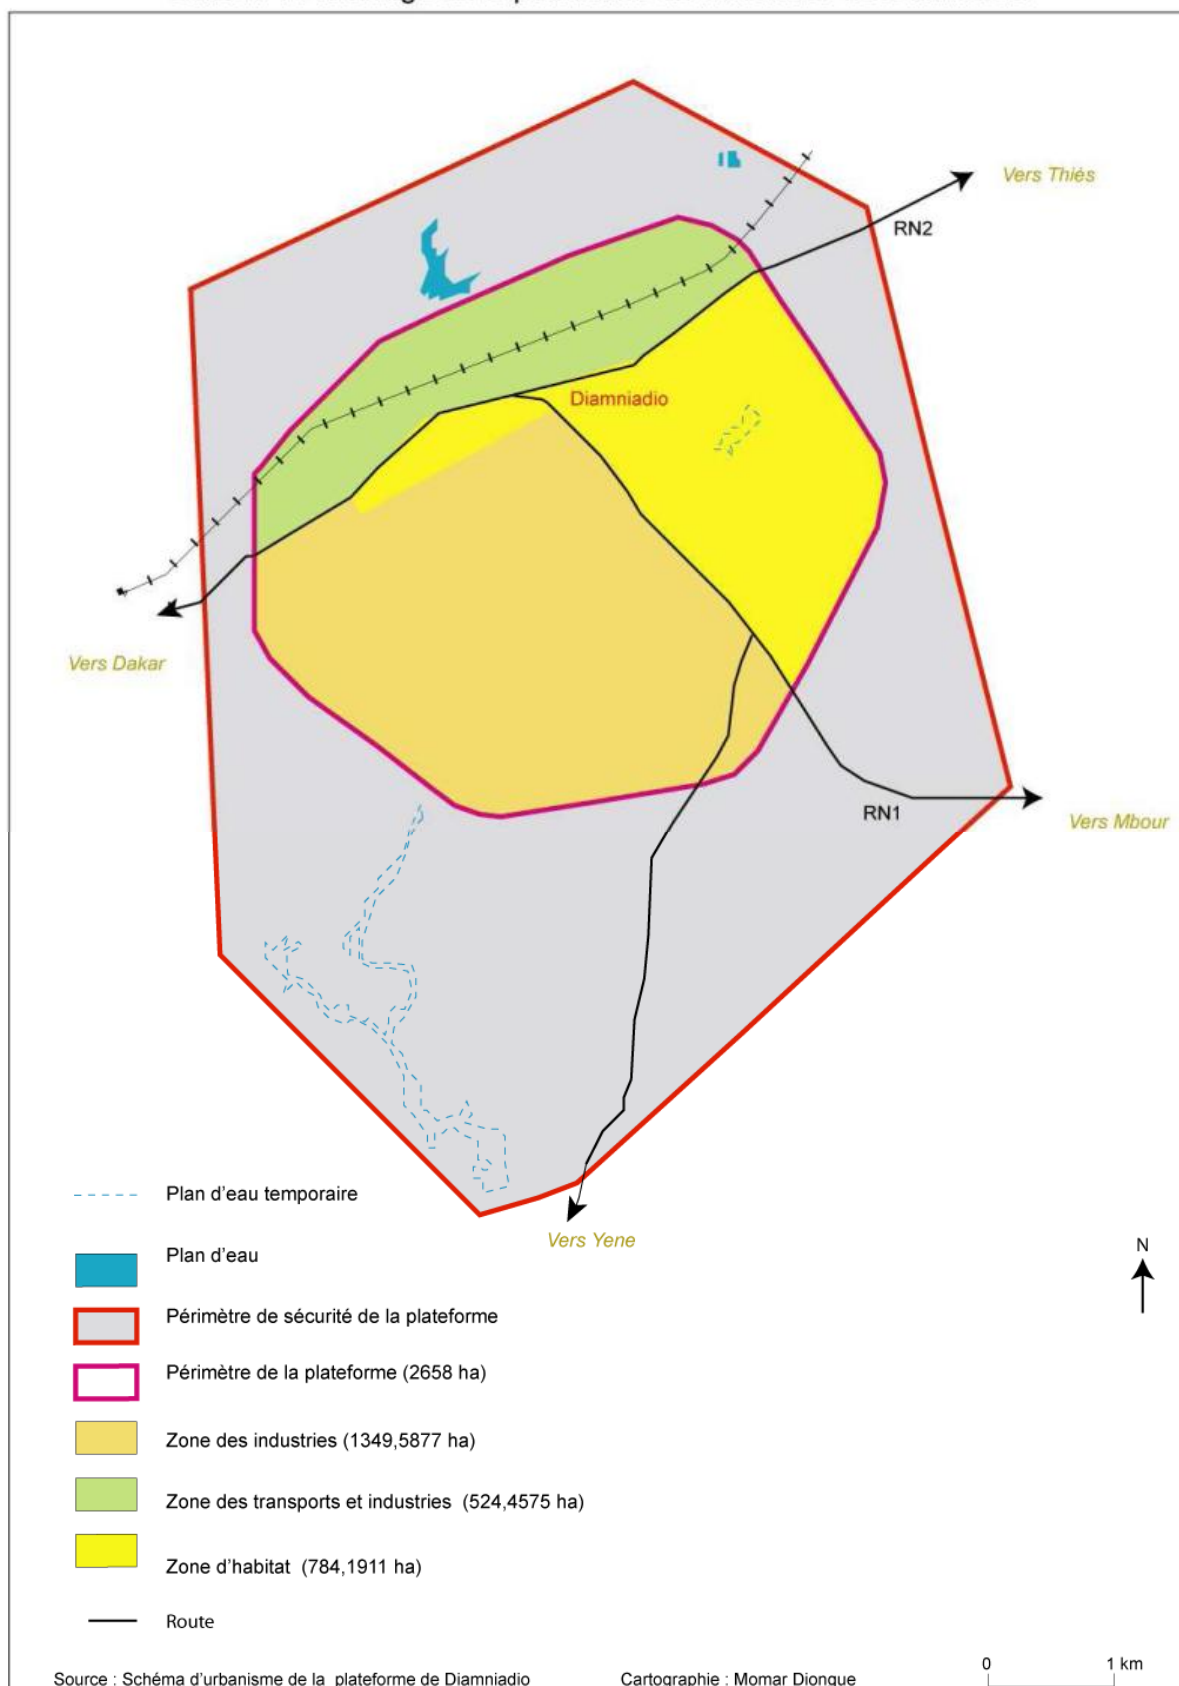 Vers Thiés
RN2
Diamniadio
Vers Dakar
RN1
Vers Mbour
Vers Yene
N
Plan d'eau temporaire
Plan d'eau
Périmètre de sécurité de la plateforme
Périmètre de la plateforme (2658 ha)
Zone des industries (1349,5877 ha)
Zone des transports et industries (524,4575 ha)
Zone d'habitat (784,1911 ha)
Route
0 1 km
Source : Schéma d'urbanisme de la plateforme de Diamniadio Cartographie : Momar Diongue